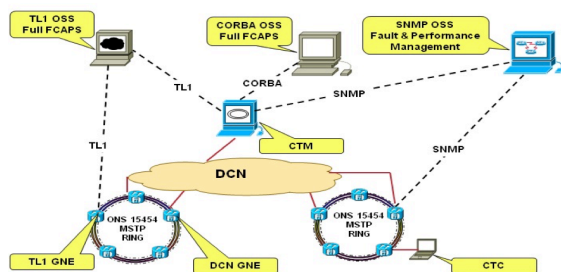 TL1 OSS
Full FCAPS
CORBA OSS
Full FCAPS
SNMP OSS
Fault & Performance
Management
TL1
CORBA
SNMP
CTM
TL1
DCN
SNMP
ONS 15454
MSTP
RING
ONS 15454
MSTP
RING
TL1 GNE
DCN GNE
CTC